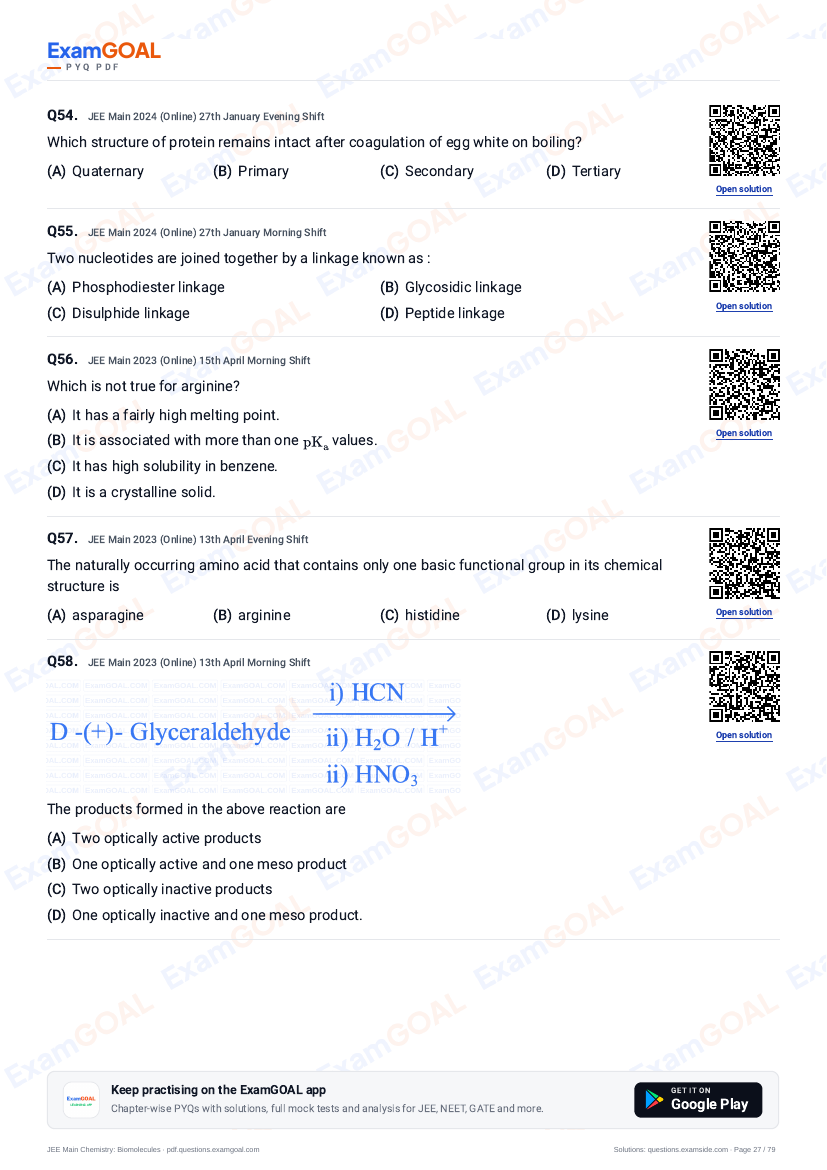 ExamGOAL
PYQ PDF
Q54. JEE Main 2024 (Online) 27th January Evening Shift
Which structure of protein remains intact after coagulation of egg white on boiling?
(A) Quaternary (B) Primary (C) Secondary (D) Tertiary
Open solution
Q55. JEE Main 2024 (Online) 27th January Morning Shift
Two nucleotides are joined together by a linkage known as :
(A) Phosphodiester linkage (B) Glycosidic linkage
(C) Disulphide linkage (D) Peptide linkage
Open solution
Q56. JEE Main 2023 (Online) 15th April Morning Shift
Which is not true for arginine?
(A) It has a fairly high melting point.
(B) It is associated with more than one pKₐ values.
(C) It has high solubility in benzene.
(D) It is a crystalline solid.
Open solution
Q57. JEE Main 2023 (Online) 13th April Evening Shift
The naturally occurring amino acid that contains only one basic functional group in its chemical
structure is
(A) asparagine (B) arginine (C) histidine (D) lysine
Open solution
Q58. JEE Main 2023 (Online) 13th April Morning Shift
i) HCN
D -(+)- Glyceraldehyde
ii) H₂O / H⁺
ii) HNO₃
Open solution
The products formed in the above reaction are
(A) Two optically active products
(B) One optically active and one meso product
(C) Two optically inactive products
(D) One optically inactive and one meso product.
Keep practising on the ExamGOAL app
Chapter-wise PYQs with solutions, full mock tests and analysis for JEE, NEET, GATE and more.
GET IT ON
Google Play
JEE Main Chemistry: Biomolecules · pdf.questions.examgoal.com
Solutions: questions.examside.com · Page 27 / 79